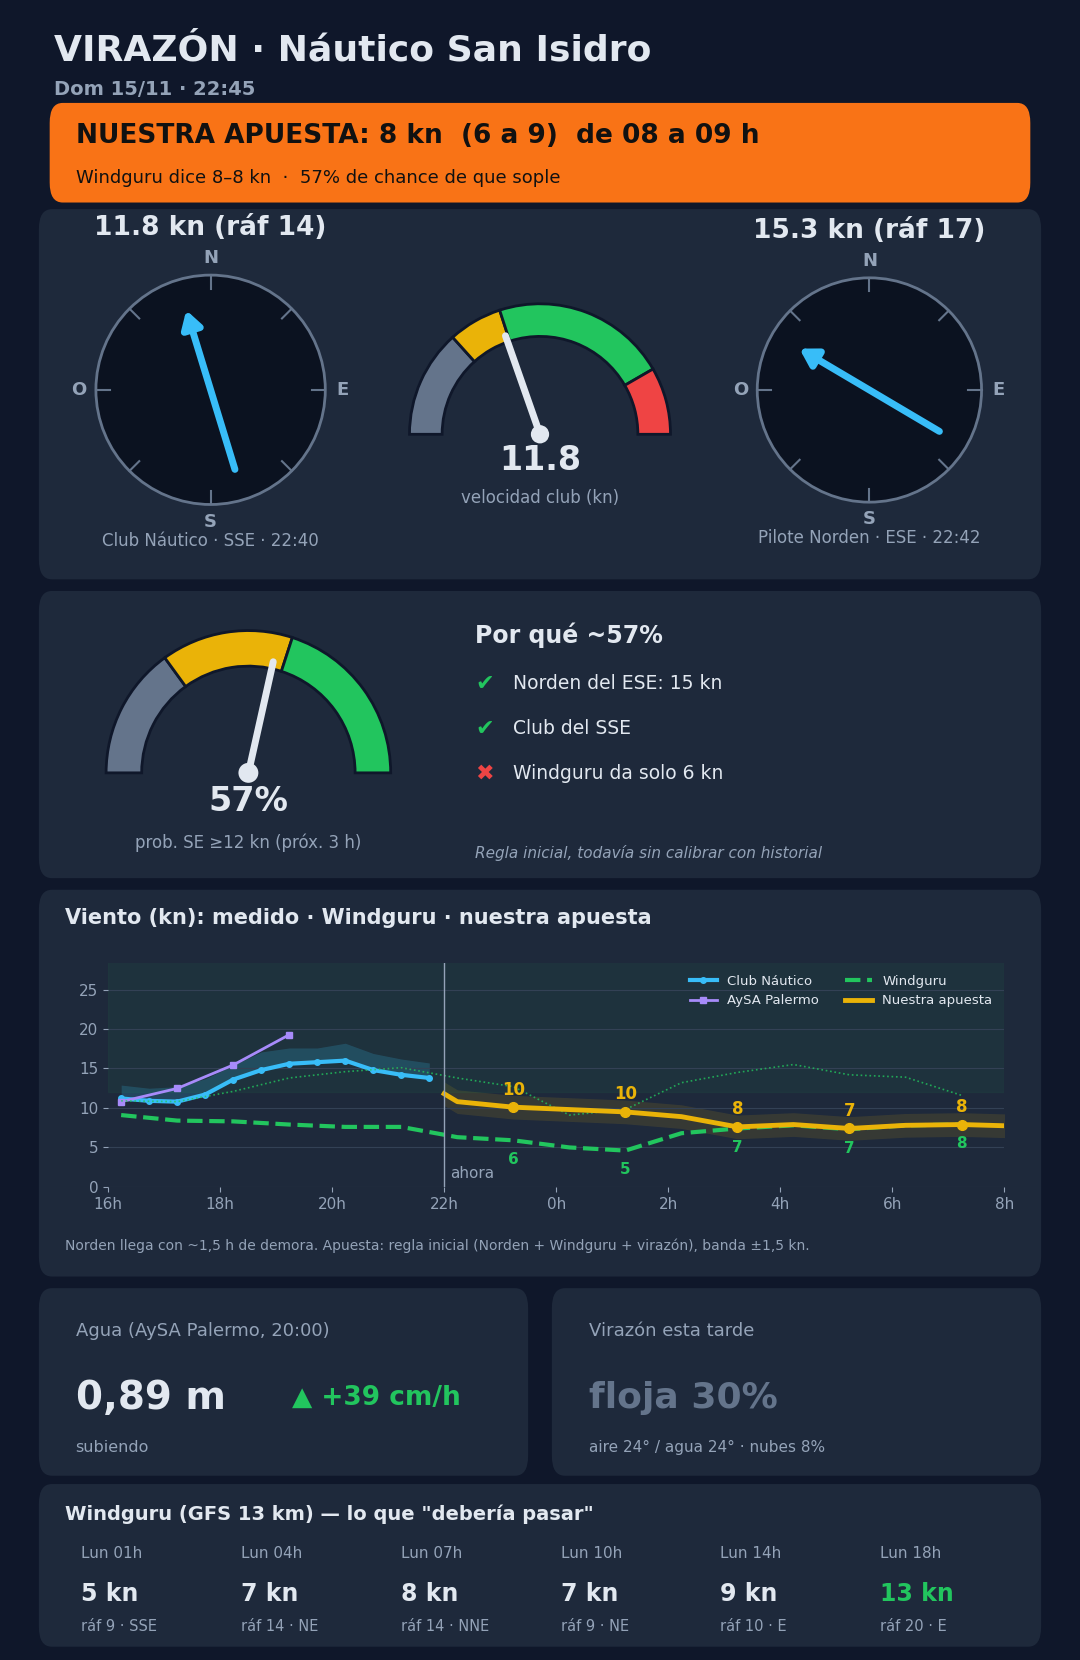 VIRAZÓN · Náutico San Isidro
Dom 15/11 · 22:45
NUESTRA APUESTA: 8 kn (6 a 9) de 08 a 09 h
Windguru dice 8–8 kn · 57% de chance de que sople
11.8 kn (ráf 14)
N
O
E
S
Club Náutico · SSE · 22:40
11.8
velocidad club (kn)
15.3 kn (ráf 17)
N
O
E
S
Pilote Norden · ESE · 22:42
57%
prob. SE ≥12 kn (próx. 3 h)
Por qué ~57%
✔ Norden del ESE: 15 kn
✔ Club del SSE
✖ Windguru da solo 6 kn
Regla inicial, todavía sin calibrar con historial
Viento (kn): medido · Windguru · nuestra apuesta
Club Náutico
AySA Palermo
Windguru
Nuestra apuesta
25
20
15
10
5
0
10
10
8
7
8
6
5
7
7
8
ahora
16h
18h
20h
22h
0h
2h
4h
6h
8h
Norden llega con ~1,5 h de demora. Apuesta: regla inicial (Norden + Windguru + virazón), banda ±1,5 kn.
Agua (AySA Palermo, 20:00)
0,89 m ▲ +39 cm/h
subiendo
Virazón esta tarde
floja 30%
aire 24° / agua 24° · nubes 8%
Windguru (GFS 13 km) — lo que "debería pasar"
Lun 01h
5 kn
ráf 9 · SSE
Lun 04h
7 kn
ráf 14 · NE
Lun 07h
8 kn
ráf 14 · NNE
Lun 10h
7 kn
ráf 9 · NE
Lun 14h
9 kn
ráf 10 · E
Lun 18h
13 kn
ráf 20 · E